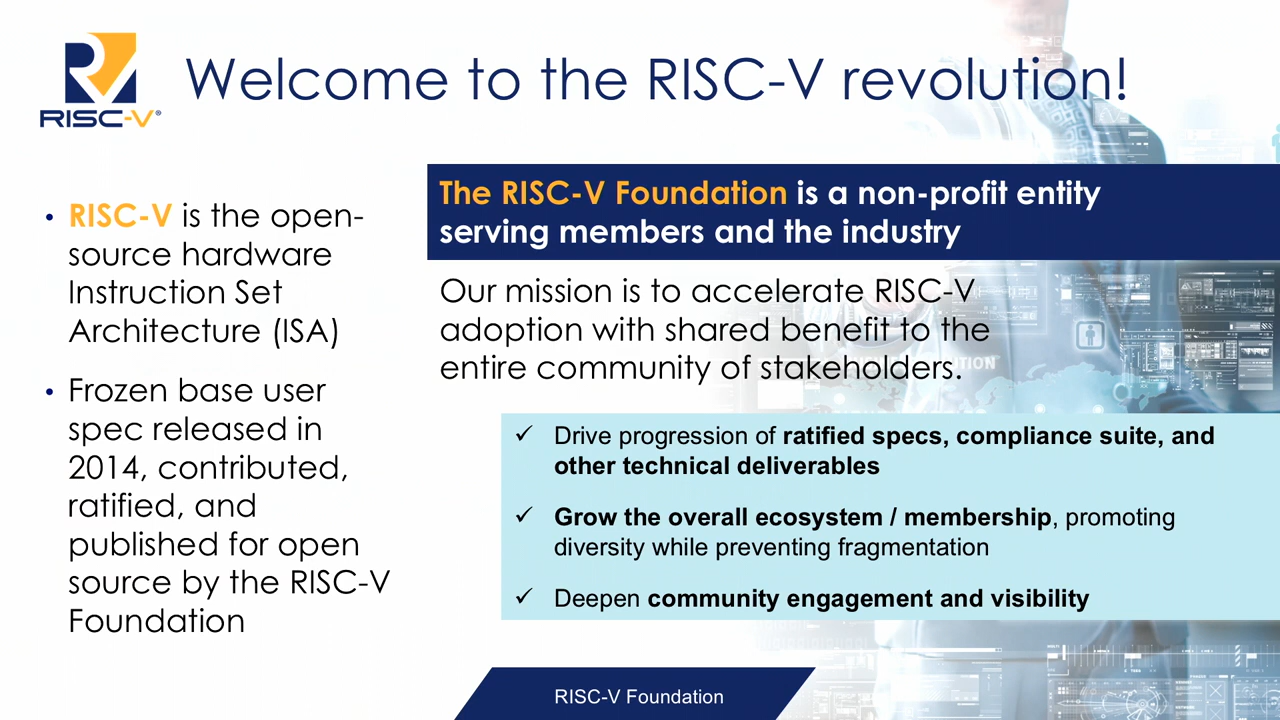 RISC-V®
Welcome to the RISC-V revolution!
• RISC-V is the open-
source hardware
Instruction Set
Architecture (ISA)
• Frozen base user
spec released in
2014, contributed,
ratified, and
published for open
source by the RISC-V
Foundation
The RISC-V Foundation is a non-profit entity
serving members and the industry
Our mission is to accelerate RISC-V
adoption with shared benefit to the
entire community of stakeholders.
✓ Drive progression of ratified specs, compliance suite, and
other technical deliverables
✓ Grow the overall ecosystem / membership, promoting
diversity while preventing fragmentation
✓ Deepen community engagement and visibility
RISC-V Foundation